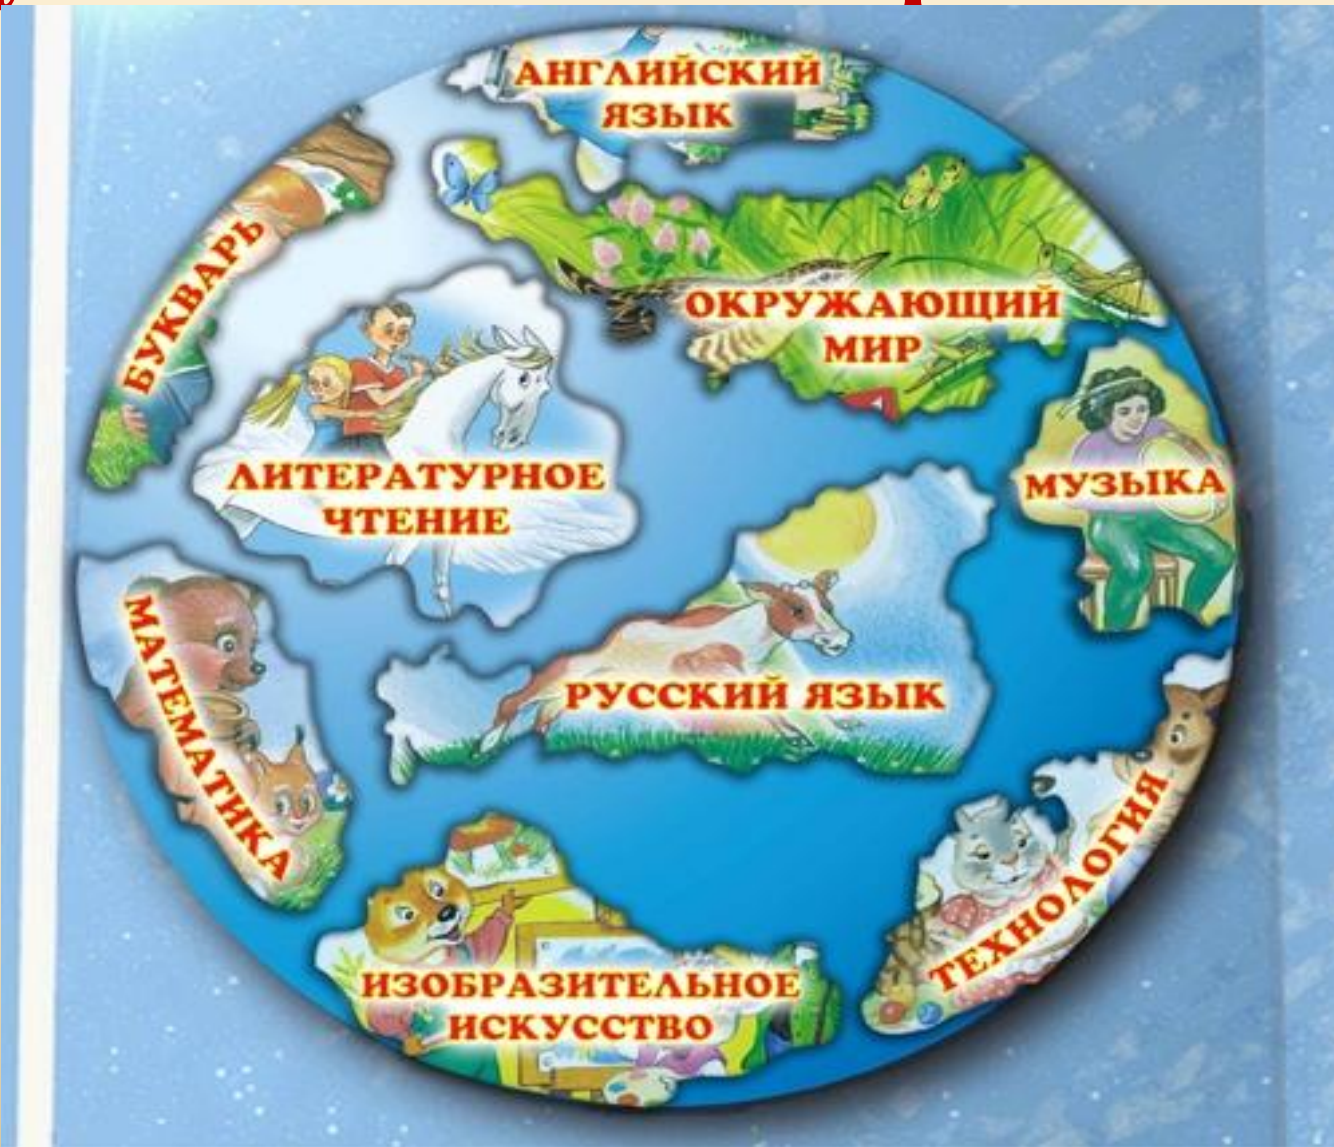 АНГЛИЙСКИЙ
ЯЗЫК
БУКВАРЬ
ОКРУЖАЮЩИЙ
МИР
ЛИТЕРАТУРНОЕ
ЧТЕНИЕ
МУЗЫКА
МАТЕМАТИКА
РУССКИЙ ЯЗЫК
ТЕХНОЛОГИЯ
ИЗОБРАЗИТЕЛЬНОЕ
ИСКУССТВО